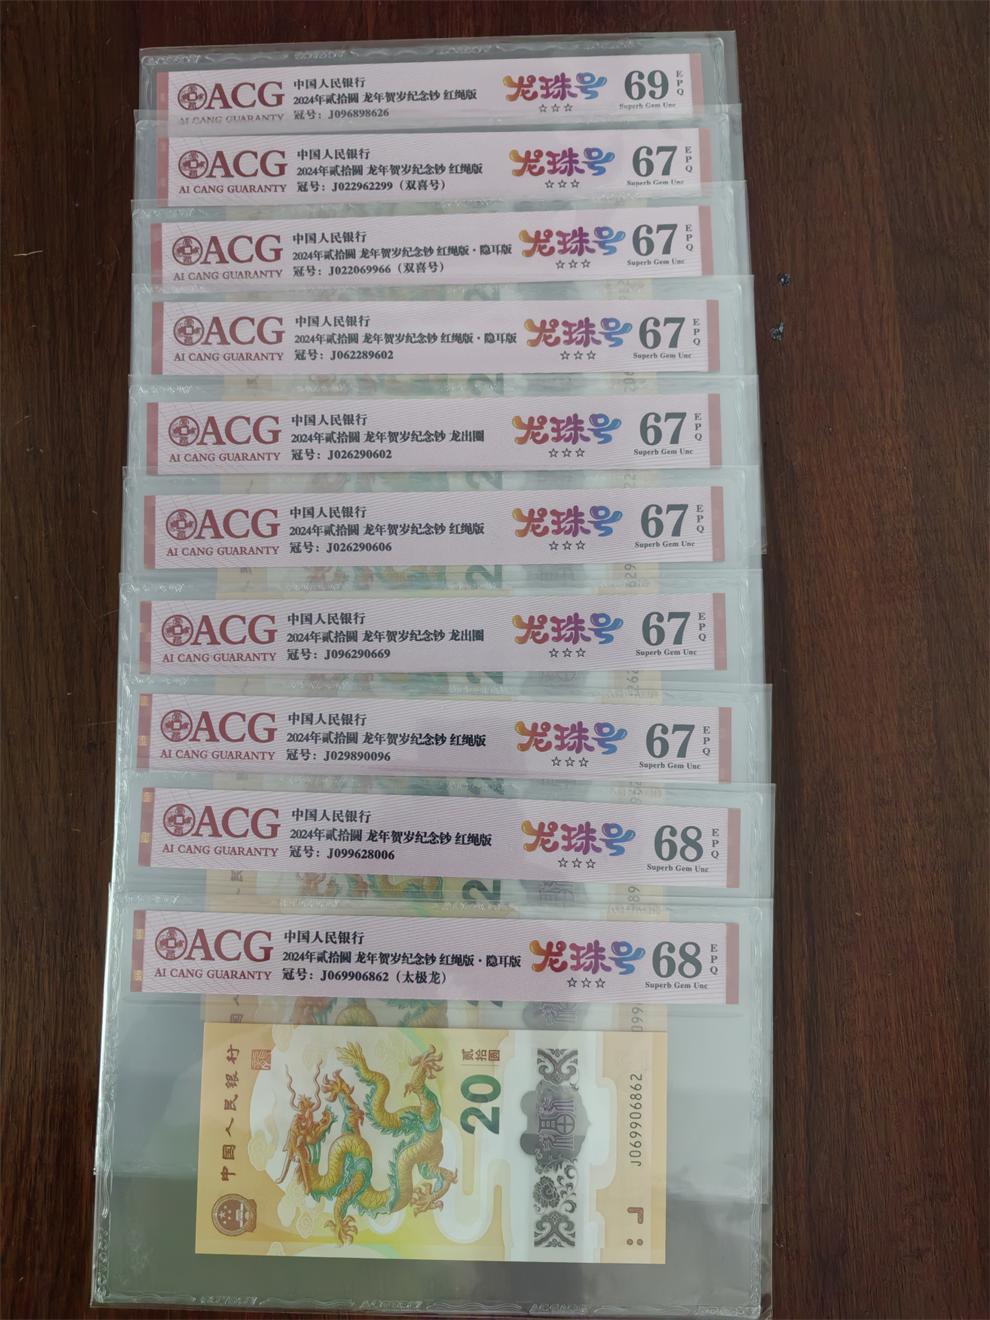 ACG
AI CANG GUARANTY
中国人民银行
2024年贰拾圆 龙年贺岁纪念钞 红绳版
冠号：J096898626
龙珠号
☆☆☆
69
EPQ
Superb Gem Unc
ACG
AI CANG GUARANTY
中国人民银行
2024年贰拾圆 龙年贺岁纪念钞 红绳版
冠号：J022962299（双喜号）
龙珠号
☆☆☆
67
EPQ
Superb Gem Unc
ACG
AI CANG GUARANTY
中国人民银行
2024年贰拾圆 龙年贺岁纪念钞 红绳版·隐耳版
冠号：J022069966（双喜号）
龙珠号
☆☆☆
67
EPQ
Superb Gem Unc
ACG
AI CANG GUARANTY
中国人民银行
2024年贰拾圆 龙年贺岁纪念钞 红绳版·隐耳版
冠号：J062289602
龙珠号
☆☆☆
67
EPQ
Superb Gem Unc
ACG
AI CANG GUARANTY
中国人民银行
2024年贰拾圆 龙年贺岁纪念钞 龙出圈
冠号：J026290602
龙珠号
☆☆☆
67
EPQ
Superb Gem Unc
ACG
AI CANG GUARANTY
中国人民银行
2024年贰拾圆 龙年贺岁纪念钞 红绳版
冠号：J026290606
龙珠号
☆☆☆
67
EPQ
Superb Gem Unc
ACG
AI CANG GUARANTY
中国人民银行
2024年贰拾圆 龙年贺岁纪念钞 龙出圈
冠号：J096290669
龙珠号
☆☆☆
67
EPQ
Superb Gem Unc
ACG
AI CANG GUARANTY
中国人民银行
2024年贰拾圆 龙年贺岁纪念钞 红绳版
冠号：J029890096
龙珠号
☆☆☆
67
EPQ
Superb Gem Unc
ACG
AI CANG GUARANTY
中国人民银行
2024年贰拾圆 龙年贺岁纪念钞 红绳版
冠号：J099628006
龙珠号
☆☆☆
68
EPQ
Superb Gem Unc
ACG
AI CANG GUARANTY
中国人民银行
2024年贰拾圆 龙年贺岁纪念钞 红绳版·隐耳版
冠号：J069906862（太极龙）
龙珠号
☆☆☆
68
EPQ
Superb Gem Unc
中国人民银行
贰拾圆
20
J069906862